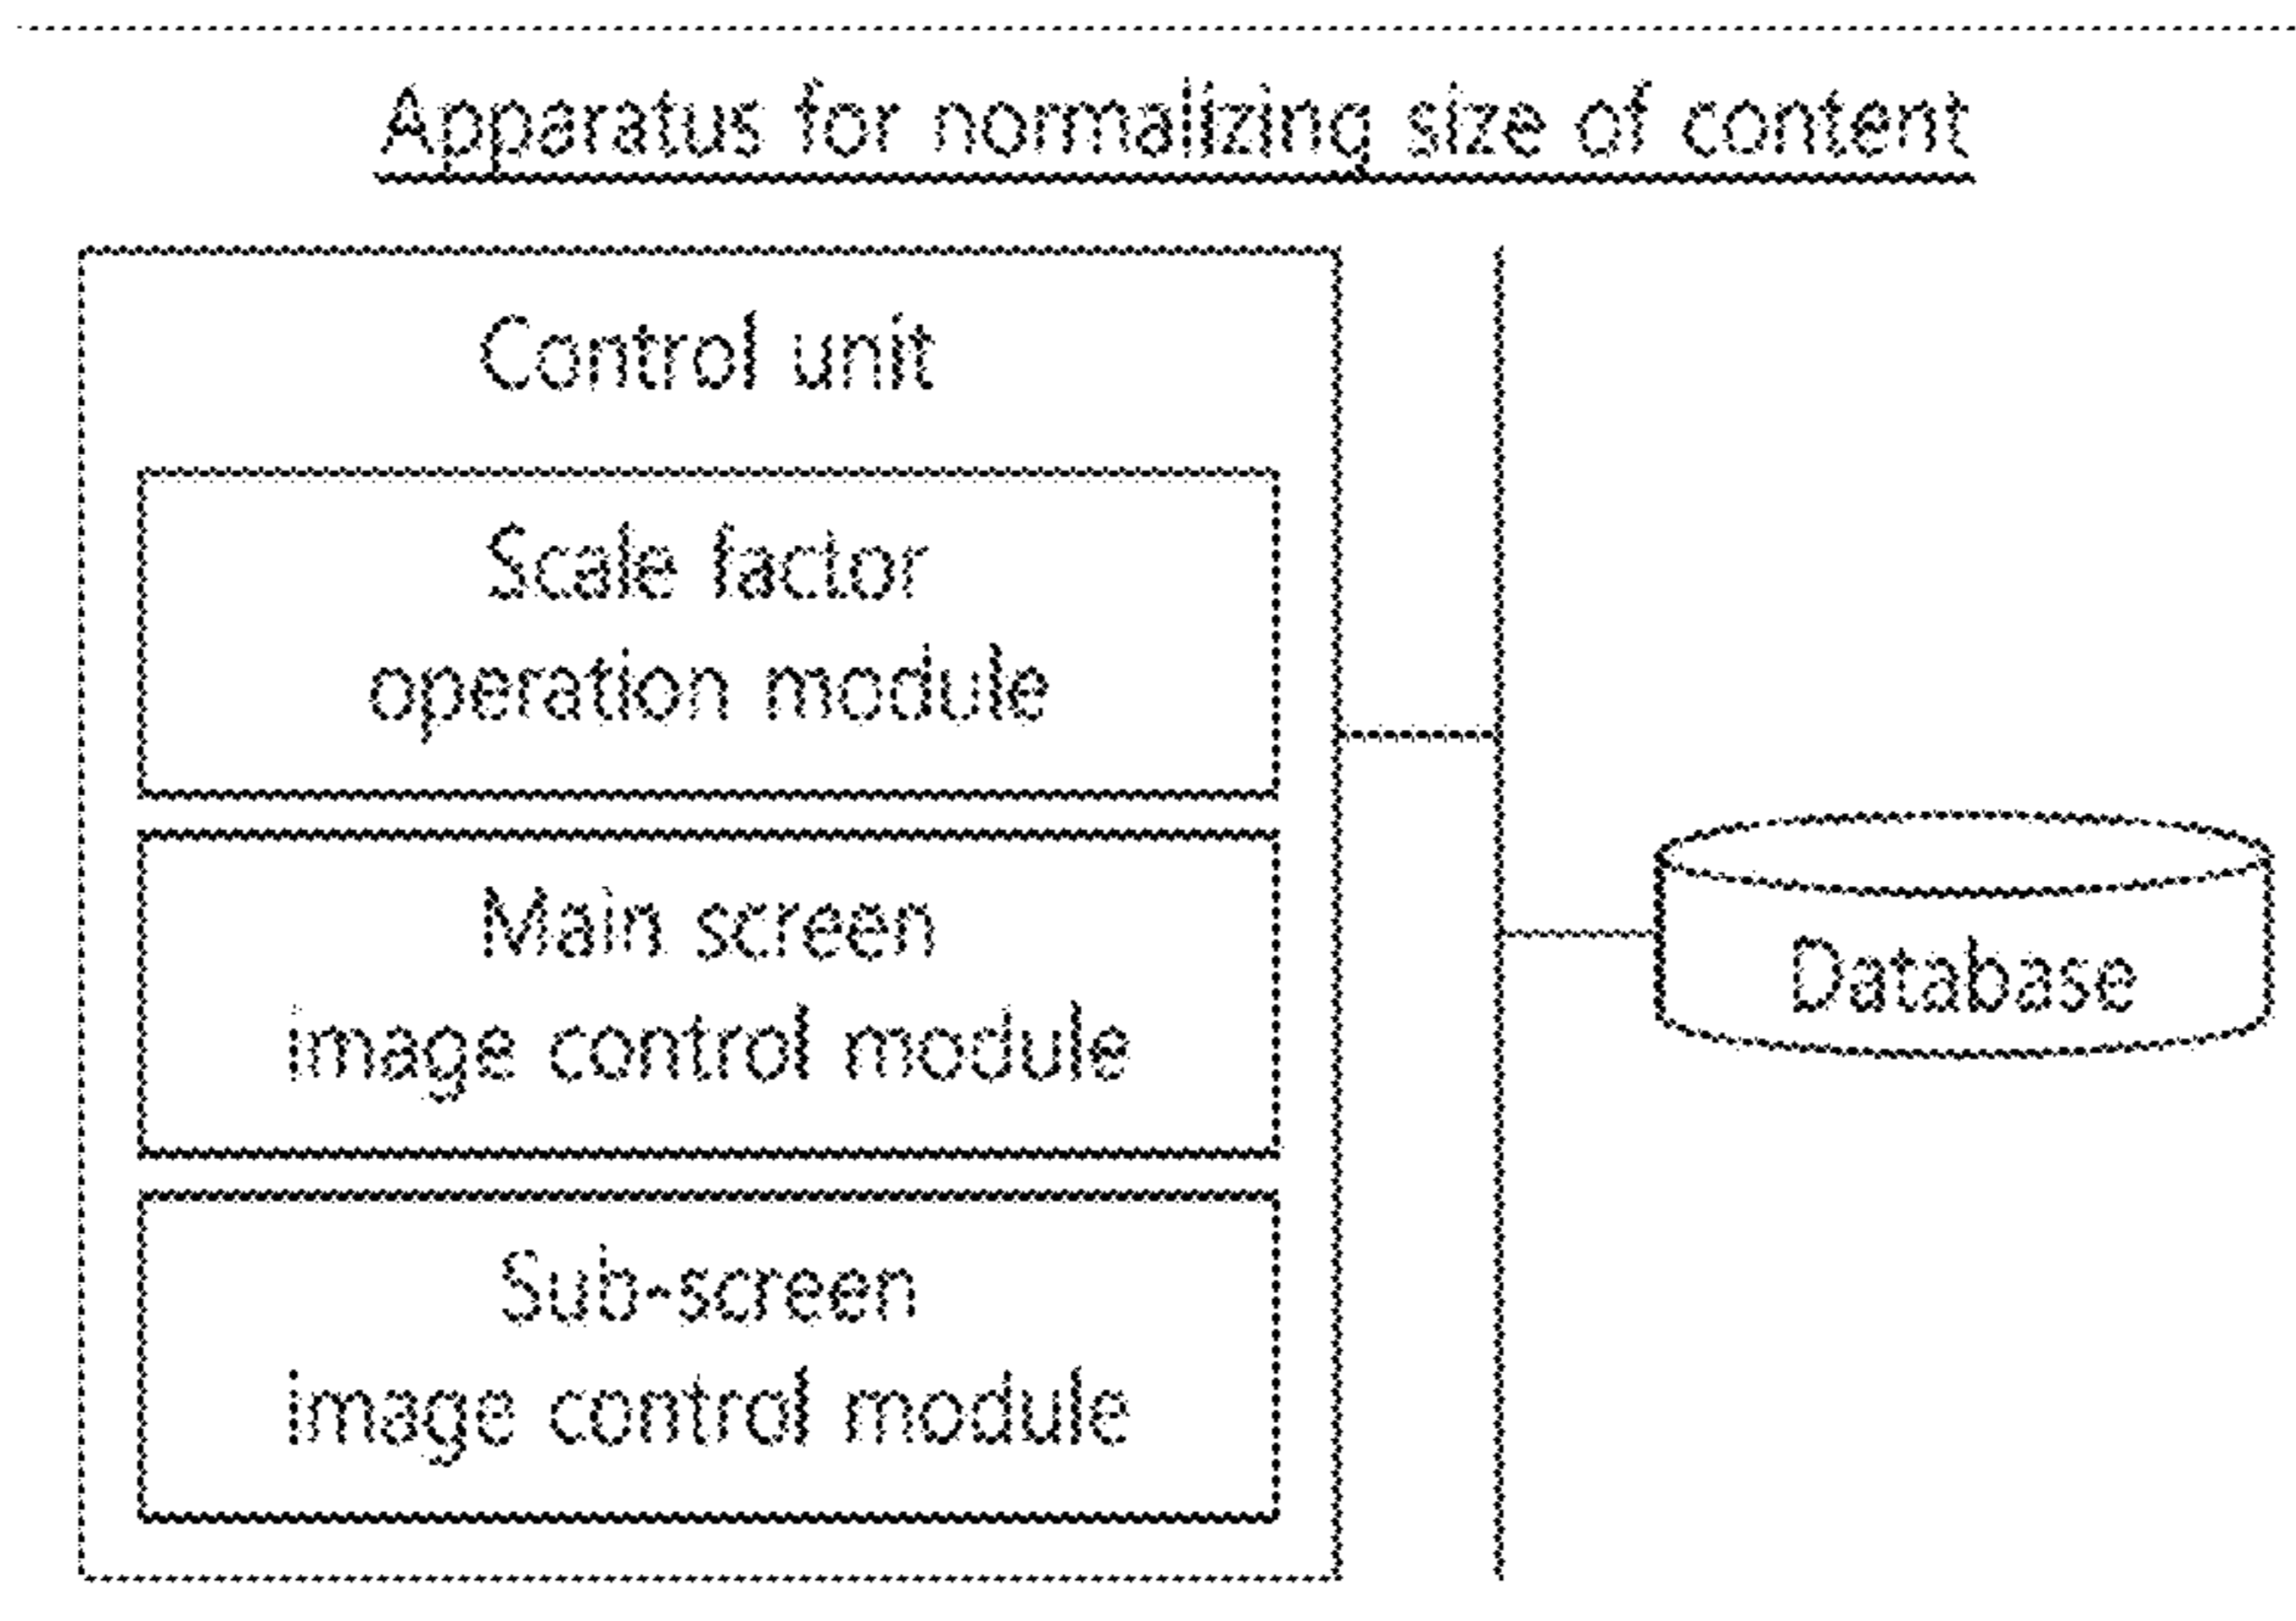 Apparatus for normalizing size of content
Control unit
Scale factor
operation module
Main screen
image control module
Sub-screen
image control module
Database